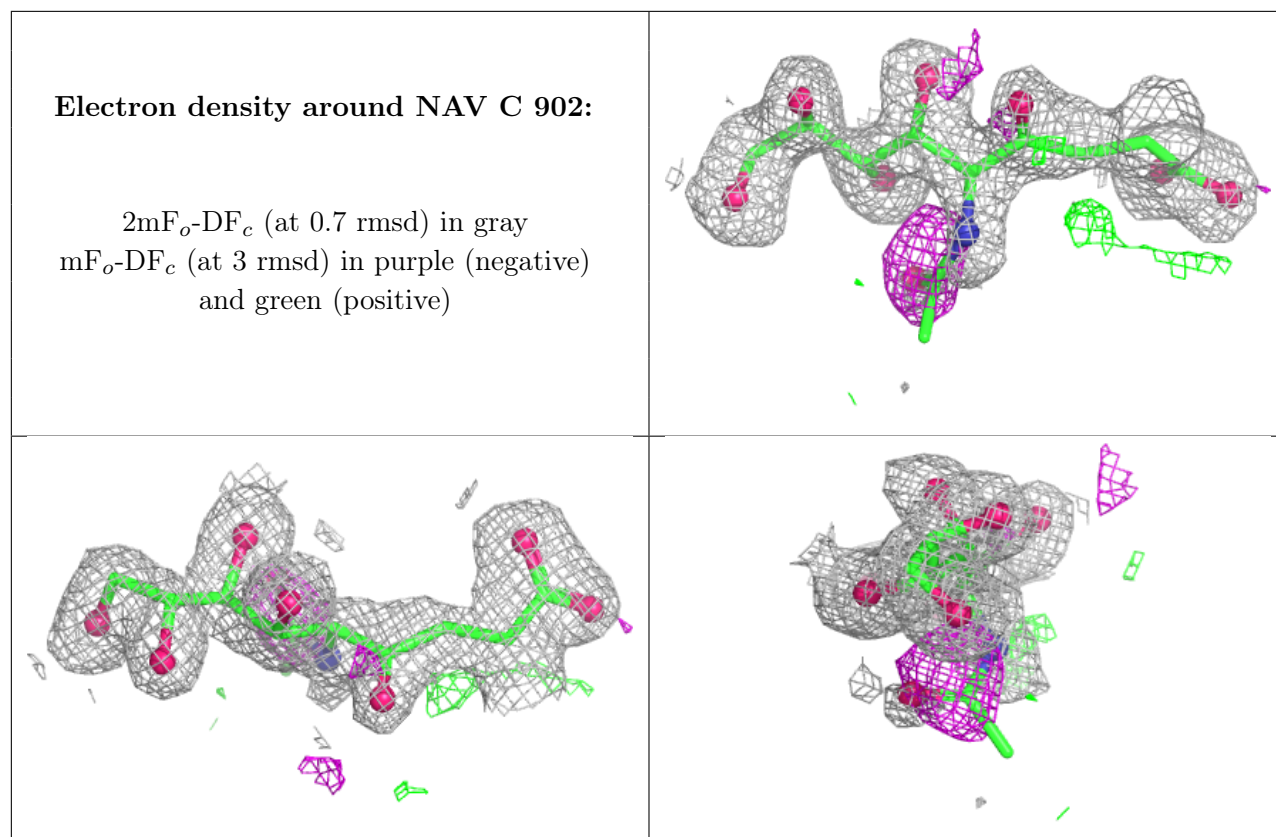 Electron density around NAV C 902:
2mFo-DFc (at 0.7 rmsd) in gray
mFo-DFc (at 3 rmsd) in purple (negative)
and green (positive)